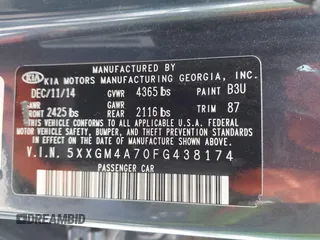 MANUFACTURED BY
KIA KIA MOTORS MANUFACTURING GEORGIA, INC.
DEC/11/14 GVWR 4365 lbs PAINT B3U
GAWR FRONT 2425 lbs GAWR REAR 2116 lbs TRIM 87
THIS VEHICLE CONFORMS TO ALL APPLICABLE U.S.A. FEDERAL
MOTOR VEHICLE SAFETY, BUMPER, AND THEFT PREVENTION STANDARDS
IN EFFECT ON THE DATE OF MANUFACTURE SHOWN ABOVE.
V.I.N. 5XXGM4A70FG438174
PASSENGER CAR
DREAMBID